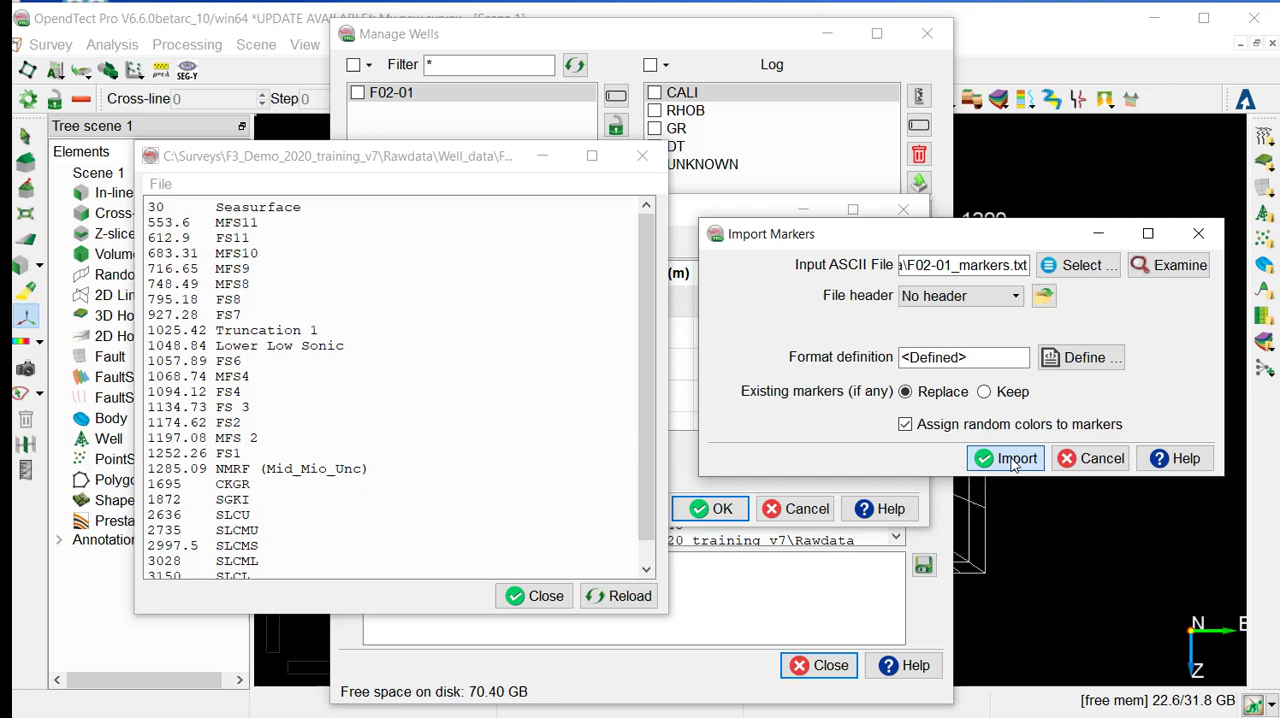 OpendTect Pro V6.6.0betarc_10/win64 *UPDATE AVAILABLE*: My new survey - [Scene 1]
Survey Analysis Processing Scene View
SEG-Y
Cross-line 0 Step 0
Tree scene 1
Elements
Scene 1
In-line
Cross-
Z-slice
Volum
Rando
2D Lin
3D Ho
2D Ho
Fault
FaultS
FaultS
Body
Well
PointS
Polyg
Shape
Presta
Annotatio
Manage Wells
Filter *
Log
F02-01
CALI
RHOB
GR
DT
UNKNOWN
C:\Surveys\F3_Demo_2020_training_v7\Rawdata\Well_data\F...
File
30 Seasurface
553.6 MFS11
612.9 FS11
683.31 MFS10
716.65 MFS9
748.49 MFS8
795.18 FS8
927.28 FS7
1025.42 Truncation 1
1048.84 Lower Low Sonic
1057.89 FS6
1068.74 MFS4
1094.12 FS4
1134.73 FS 3
1174.62 FS2
1197.08 MFS 2
1252.26 FS1
1285.09 NMRF (Mid_Mio_Unc)
1695 CKGR
1872 SGKI
2636 SLCU
2735 SLCMU
2997.5 SLCMS
3028 SLCML
3150 SLCL
Close Reload
(m)
OK Cancel Help
20_training_v7\Rawdata
Close Help
Free space on disk: 70.40 GB
1200
Import Markers
Input ASCII File a\F02-01_markers.txt Select ... Examine
File header No header
Format definition <Defined> Define ...
Existing markers (if any) Replace Keep
Assign random colors to markers
Import Cancel Help
N
E
Z
[free mem] 22.6/31.8 GB